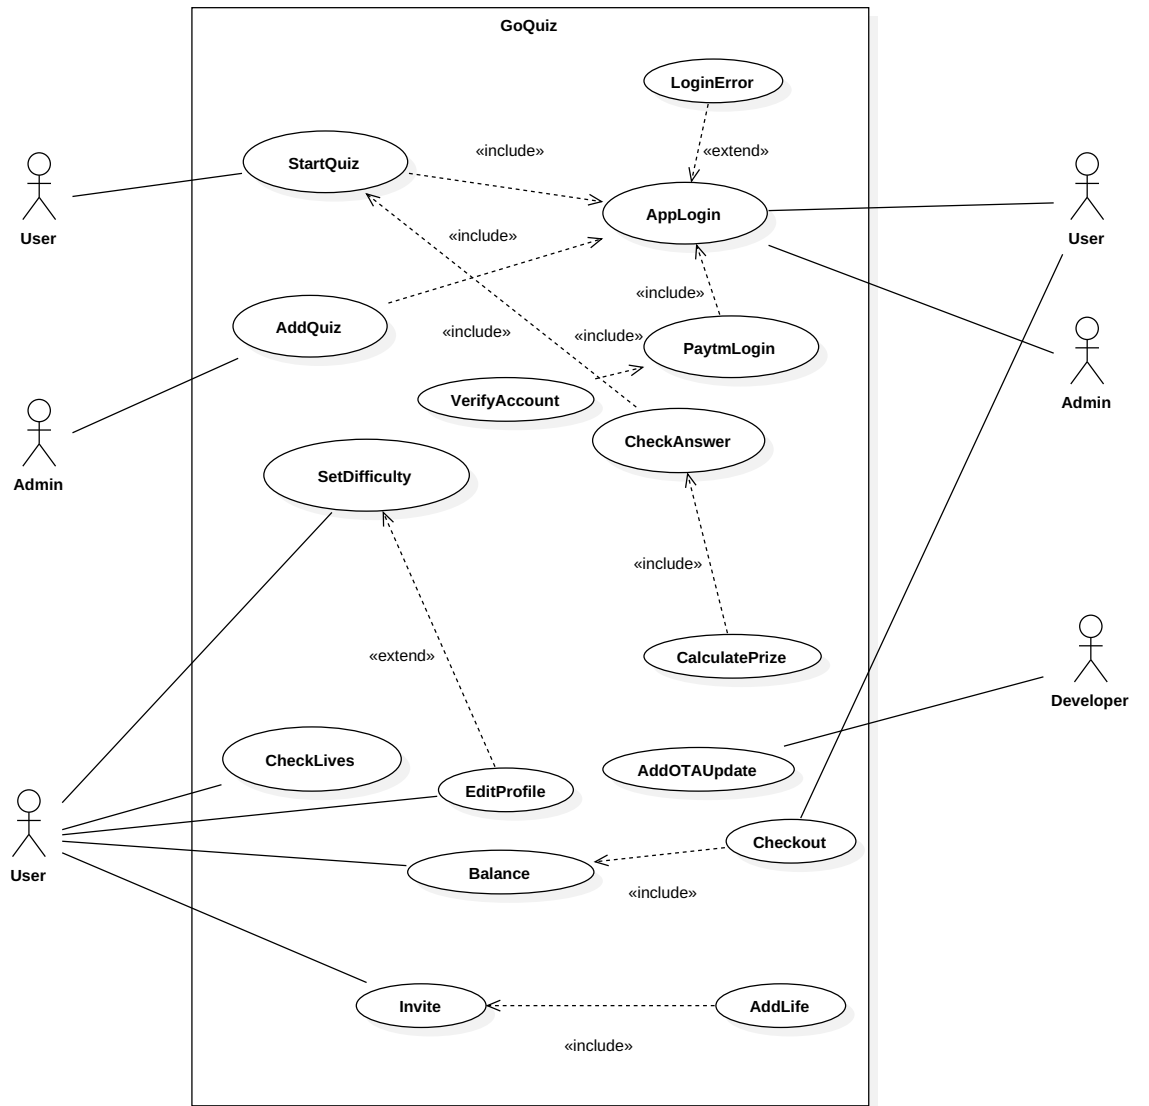 GoQuiz
LoginError
«include»
«extend»
StartQuiz
AppLogin
User
User
«include»
«include»
AddQuiz
«include»
«include»
PaytmLogin
VerifyAccount
Admin
CheckAnswer
SetDifficulty
Admin
«include»
«extend»
CalculatePrize
Developer
CheckLives
AddOTAUpdate
EditProfile
Checkout
Balance
User
«include»
Invite
AddLife
«include»